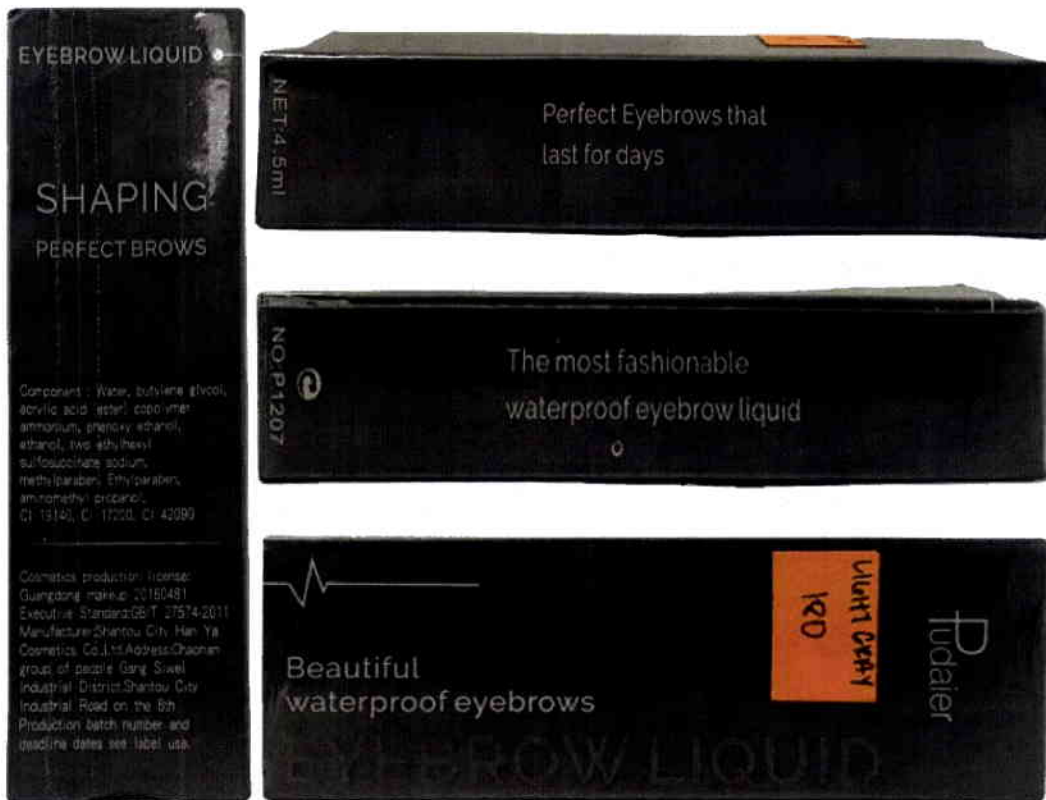 EYEBROW LIQUID
SHAPING
PERFECT BROWS
Component : Water, butylene glycol,
acrylic acid (ester) copolymer
ammonium, phenoxy ethanol,
ethanol, two ethylhexyl
sulfosuccinate sodium,
methylparaben, Ethylparaben,
aminomethyl propanol,
CI 19140, CI 17200, CI 42090
Cosmetics production license:
Guangdong makeup 20160481
Executive Standard:GB/T 27574-2011
Manufacturer:Shantou City Han Ya
Cosmetics Co.,Ltd.Address:Chaonan
group of people Gang Siwei
Industrial District.Shantou City
Industrial Road on the 6th
Production batch number and
deadline dates see label use.
NET:4.5ml
Perfect Eyebrows that
last for days
NO:P1207
The most fashionable
waterproof eyebrow liquid
Beautiful
waterproof eyebrows
EYEBROW LIQUID
LIGHT GRAY
180
Pudaier